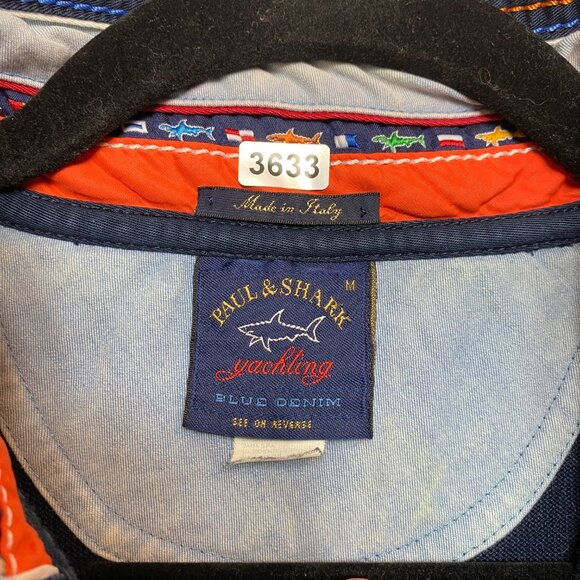 3633
Made in Italy
M
PAUL & SHARK
yachting
BLUE DENIM
SEE ON REVERSE